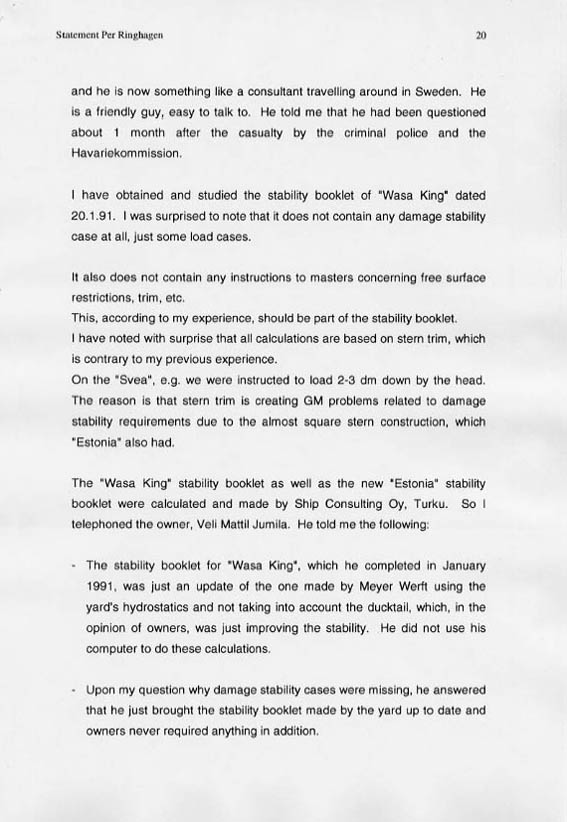 Statement Per Ringhagen 20
and he is now something like a consultant travelling around in Sweden. He
is a friendly guy, easy to talk to. He told me that he had been questioned
about 1 month after the casualty by the criminal police and the
Havariekommission.
I have obtained and studied the stability booklet of "Wasa King" dated
20.1.91. I was surprised to note that it does not contain any damage stability
case at all, just some load cases.
It also does not contain any instructions to masters concerning free surface
restrictions, trim, etc.
This, according to my experience, should be part of the stability booklet.
I have noted with surprise that all calculations are based on stern trim, which
is contrary to my previous experience.
On the "Svea", e.g. we were instructed to load 2-3 dm down by the head.
The reason is that stern trim is creating GM problems related to damage
stability requirements due to the almost square stern construction, which
"Estonia" also had.
The "Wasa King" stability booklet as well as the new "Estonia" stability
booklet were calculated and made by Ship Consulting Oy, Turku. So I
telephoned the owner, Veli Mattil Jumila. He told me the following:
- The stability booklet for "Wasa King", which he completed in January
1991, was just an update of the one made by Meyer Werft using the
yard's hydrostatics and not taking into account the ducktail, which, in the
opinion of owners, was just improving the stability. He did not use his
computer to do these calculations.
- Upon my question why damage stability cases were missing, he answered
that he just brought the stability booklet made by the yard up to date and
owners never required anything in addition.